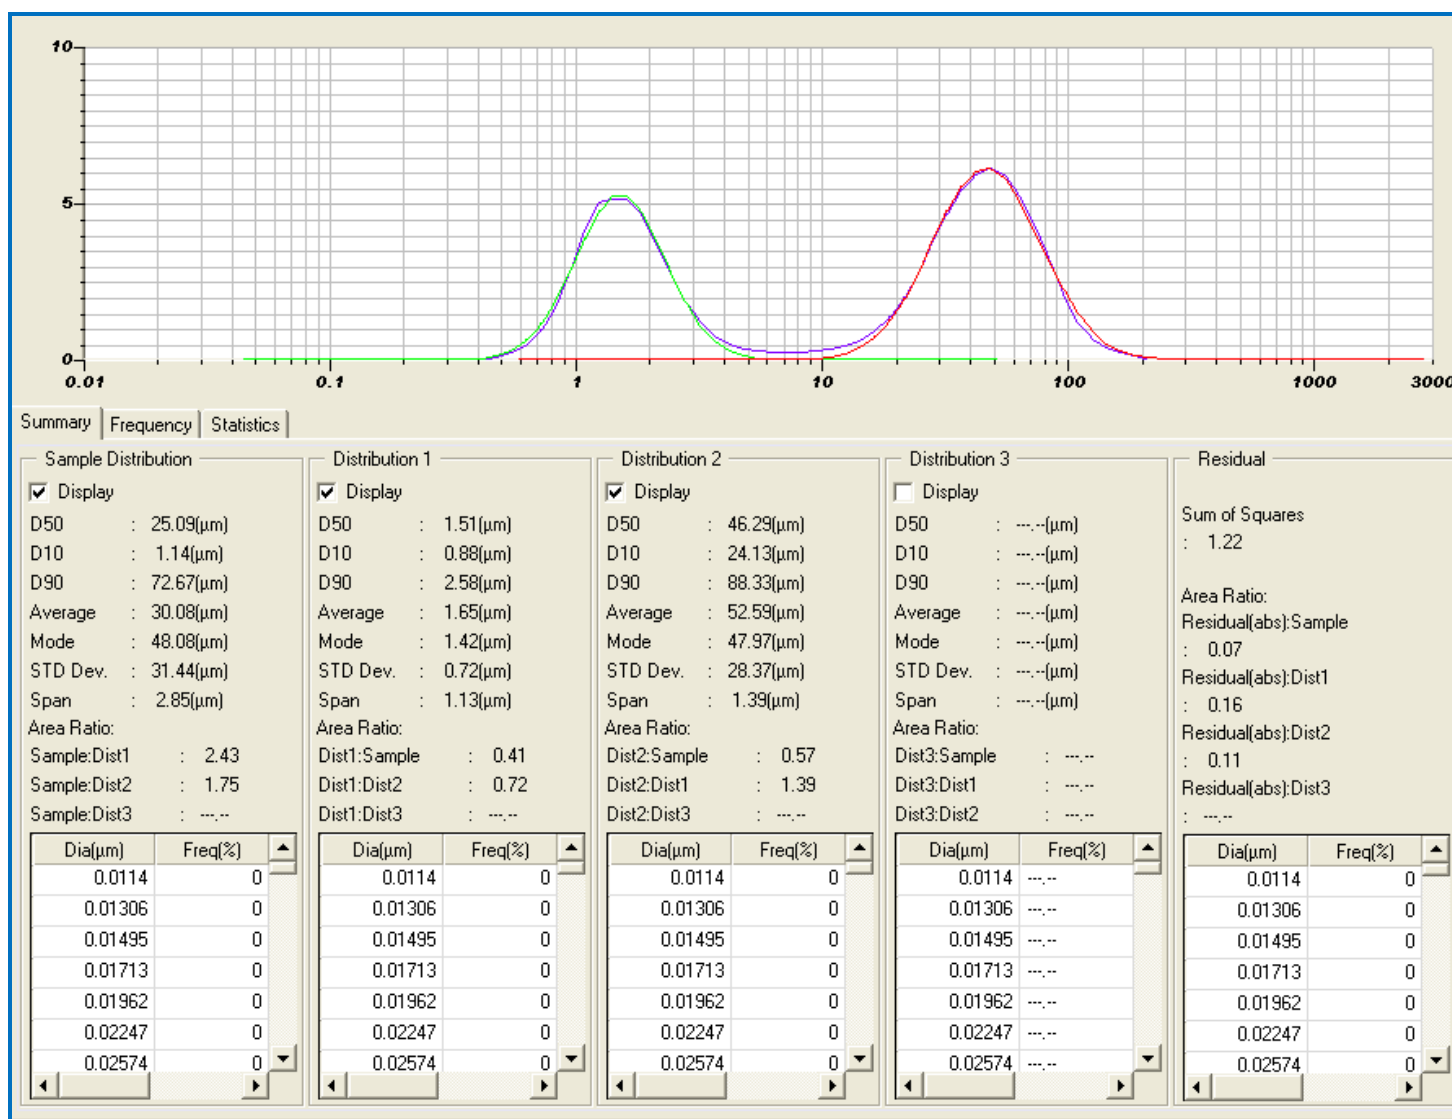 10
5
0
0.01 0.1 1 10 100 1000 3000
Summary Frequency Statistics
Sample Distribution
Display
D50 : 25.09(µm)
D10 : 1.14(µm)
D90 : 72.67(µm)
Average : 30.08(µm)
Mode : 48.08(µm)
STD Dev. : 31.44(µm)
Span : 2.85(µm)
Area Ratio:
Sample:Dist1 : 2.43
Sample:Dist2 : 1.75
Sample:Dist3 : ---.--
Dia(µm) Freq(%)
0.0114 0
0.01306 0
0.01495 0
0.01713 0
0.01962 0
0.02247 0
0.02574 0
Distribution 1
Display
D50 : 1.51(µm)
D10 : 0.88(µm)
D90 : 2.58(µm)
Average : 1.65(µm)
Mode : 1.42(µm)
STD Dev. : 0.72(µm)
Span : 1.13(µm)
Area Ratio:
Dist1:Sample : 0.41
Dist1:Dist2 : 0.72
Dist1:Dist3 : ---.--
Dia(µm) Freq(%)
0.0114 0
0.01306 0
0.01495 0
0.01713 0
0.01962 0
0.02247 0
0.02574 0
Distribution 2
Display
D50 : 46.29(µm)
D10 : 24.13(µm)
D90 : 88.33(µm)
Average : 52.59(µm)
Mode : 47.97(µm)
STD Dev. : 28.37(µm)
Span : 1.39(µm)
Area Ratio:
Dist2:Sample : 0.57
Dist2:Dist1 : 1.39
Dist2:Dist3 : ---.--
Dia(µm) Freq(%)
0.0114 0
0.01306 0
0.01495 0
0.01713 0
0.01962 0
0.02247 0
0.02574 0
Distribution 3
Display
D50 : ---.--(µm)
D10 : ---.--(µm)
D90 : ---.--(µm)
Average : ---.--(µm)
Mode : ---.--(µm)
STD Dev. : ---.--(µm)
Span : ---.--(µm)
Area Ratio:
Dist3:Sample : ---.--
Dist3:Dist1 : ---.--
Dist3:Dist2 : ---.--
Dia(µm) Freq(%)
0.0114 ---.--
0.01306 ---.--
0.01495 ---.--
0.01713 ---.--
0.01962 ---.--
0.02247 ---.--
0.02574 ---.--
Residual
Sum of Squares
: 1.22
Area Ratio:
Residual(abs):Sample
: 0.07
Residual(abs):Dist1
: 0.16
Residual(abs):Dist2
: 0.11
Residual(abs):Dist3
: ---.--
Dia(µm) Freq(%)
0.0114 0
0.01306 0
0.01495 0
0.01713 0
0.01962 0
0.02247 0
0.02574 0